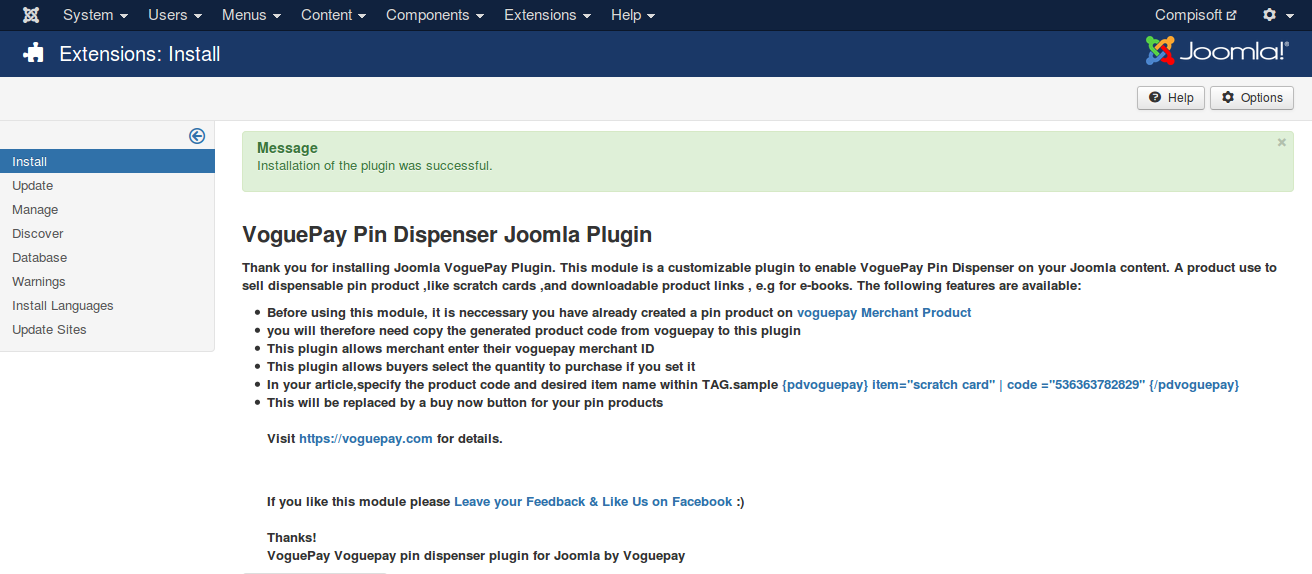 System Users Menus Content Components Extensions Help Compisoft
Extensions: Install Joomla!®
Help Options
Install
Update
Manage
Discover
Database
Warnings
Install Languages
Update Sites
Message
Installation of the plugin was successful.
×
VoguePay Pin Dispenser Joomla Plugin
Thank you for installing Joomla VoguePay Plugin. This module is a customizable plugin to enable VoguePay Pin Dispenser on your Joomla content. A product use to
sell dispensable pin product ,like scratch cards ,and downloadable product links , e.g for e-books. The following features are available:
• Before using this module, it is neccessary you have already created a pin product on voguepay Merchant Product
• you will therefore need copy the generated product code from voguepay to this plugin
• This plugin allows merchant enter their voguepay merchant ID
• This plugin allows buyers select the quantity to purchase if you set it
• In your article,specify the product code and desired item name within TAG.sample {pdvoguepay} item="scratch card" | code ="536363782829" {/pdvoguepay}
• This will be replaced by a buy now button for your pin products
Visit https://voguepay.com for details.
If you like this module please Leave your Feedback & Like Us on Facebook :)
Thanks!
VoguePay Voguepay pin dispenser plugin for Joomla by Voguepay